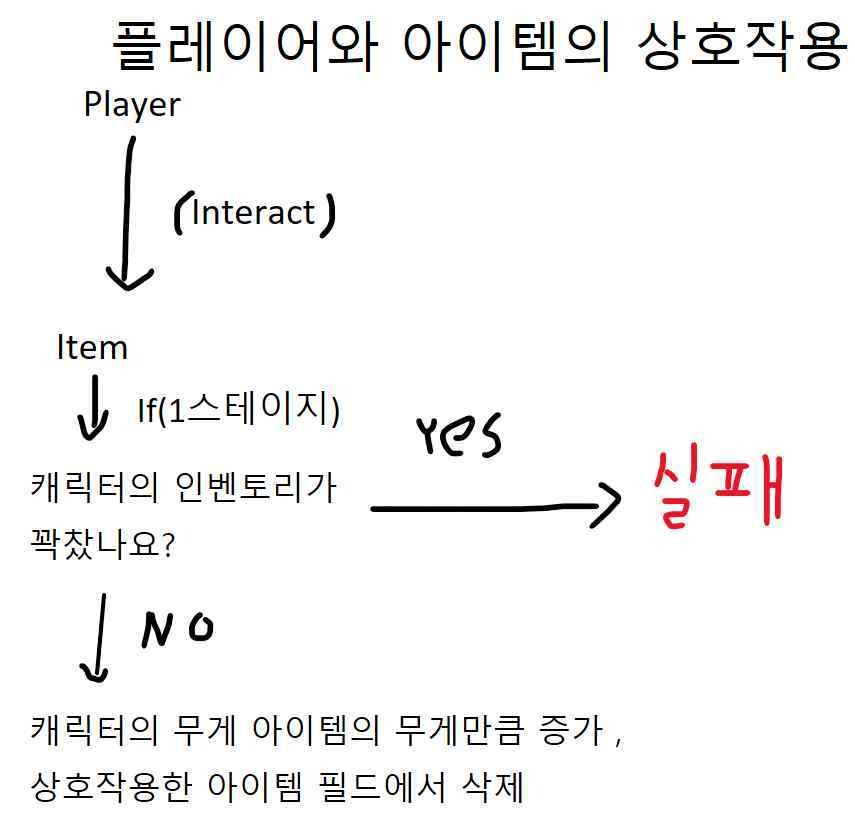 플레이어와 아이템의 상호작용
Player
(Interact)
Item
If(1스테이지)
Yes
캐릭터의 인벤토리가
꽉찼나요?
실패
NO
캐릭터의 무게 아이템의 무게만큼 증가 ,
상호작용한 아이템 필드에서 삭제